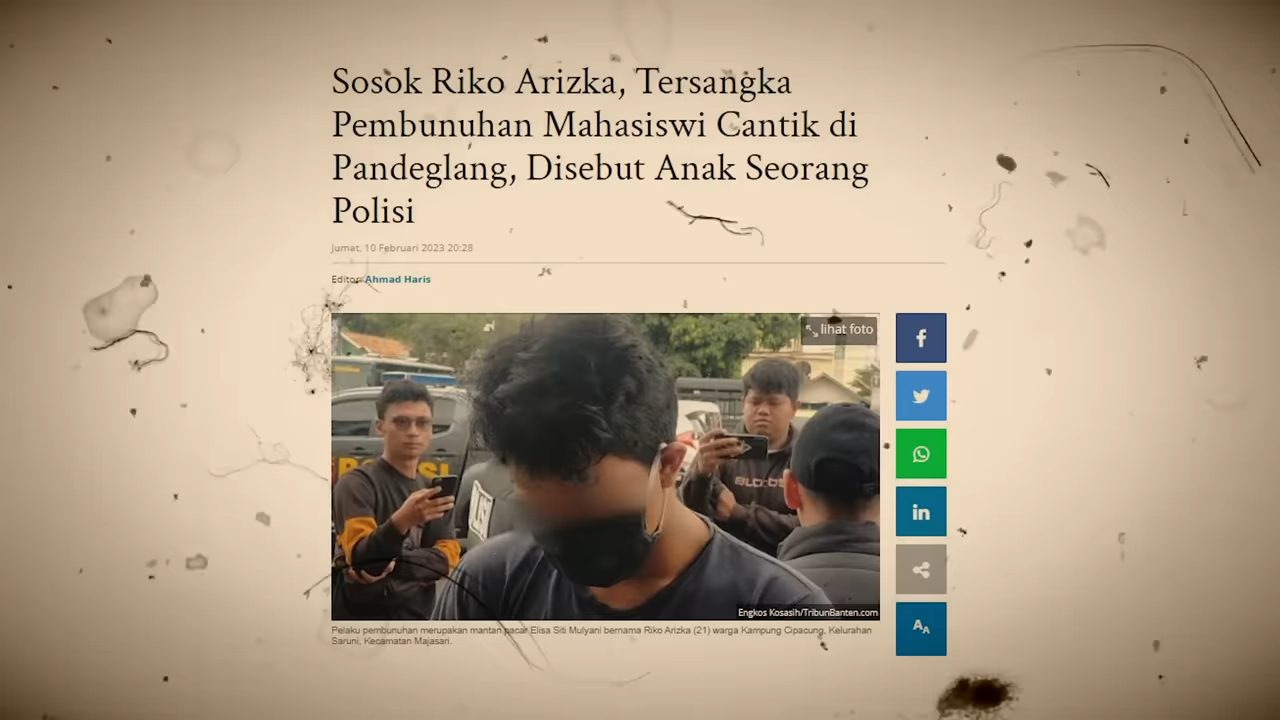 Sosok Riko Arizka, Tersangka
Pembunuhan Mahasiswi Cantik di
Pandeglang, Disebut Anak Seorang
Polisi
Jumat, 10 Februari 2023 20:28
Editor: Ahmad Haris
lihat foto
Engkos Kosasih/TribunBanten.com
Pelaku pembunuhan merupakan mantan pacar Elisa Siti Mulyani bernama Riko Arizka (21) warga Kampung Cipacung, Kelurahan
Saruni, Kecamatan Majasari.